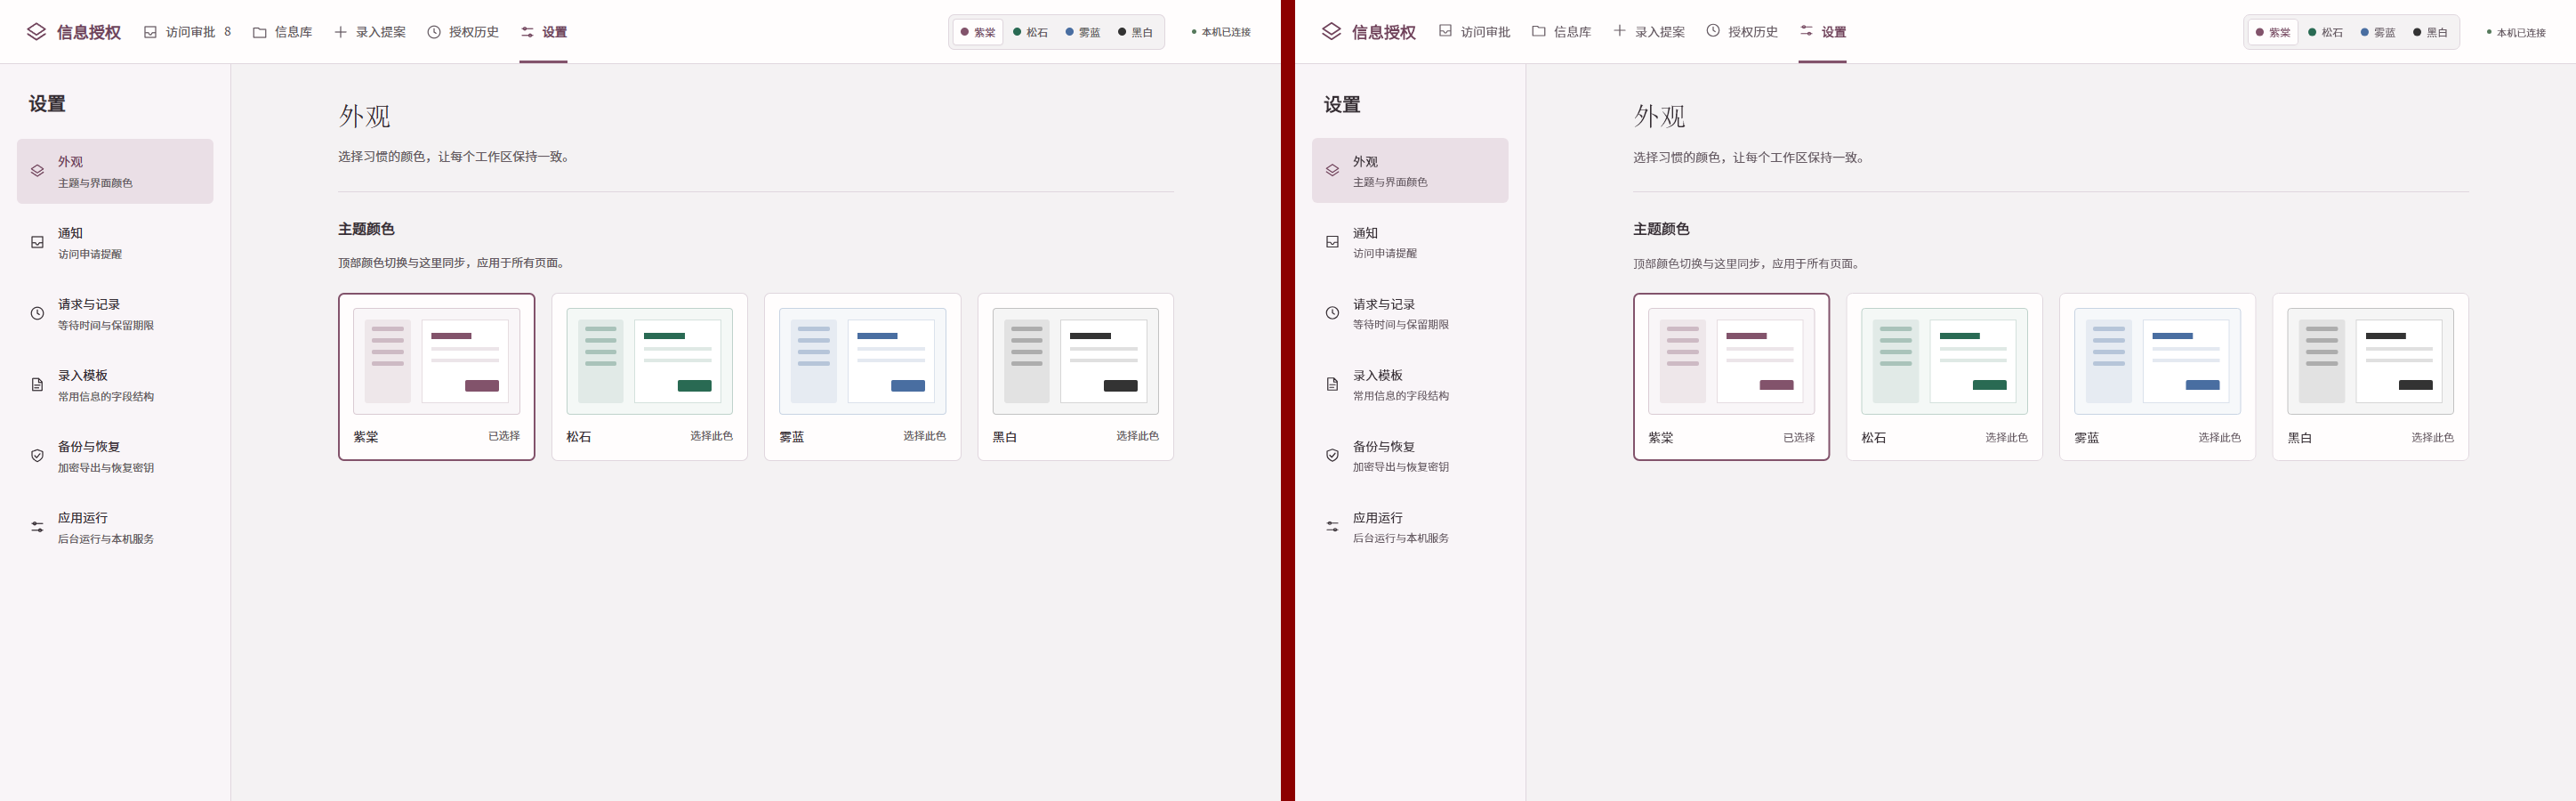 信息授权 访问审批 8 信息库 录入提案 授权历史 设置 紫棠 松石 雾蓝 黑白 本机已连接
设置
外观
主题与界面颜色
通知
访问申请提醒
请求与记录
等待时间与保留期限
录入模板
常用信息的字段结构
备份与恢复
加密导出与恢复密钥
应用运行
后台运行与本机服务
外观
选择习惯的颜色，让每个工作区保持一致。
主题颜色
顶部颜色切换与这里同步，应用于所有页面。
紫棠 已选择 松石 选择此色 雾蓝 选择此色 黑白 选择此色
信息授权 访问审批 信息库 录入提案 授权历史 设置 紫棠 松石 雾蓝 黑白 本机已连接
设置
外观
主题与界面颜色
通知
访问申请提醒
请求与记录
等待时间与保留期限
录入模板
常用信息的字段结构
备份与恢复
加密导出与恢复密钥
应用运行
后台运行与本机服务
外观
选择习惯的颜色，让每个工作区保持一致。
主题颜色
顶部颜色切换与这里同步，应用于所有页面。
紫棠 已选择 松石 选择此色 雾蓝 选择此色 黑白 选择此色